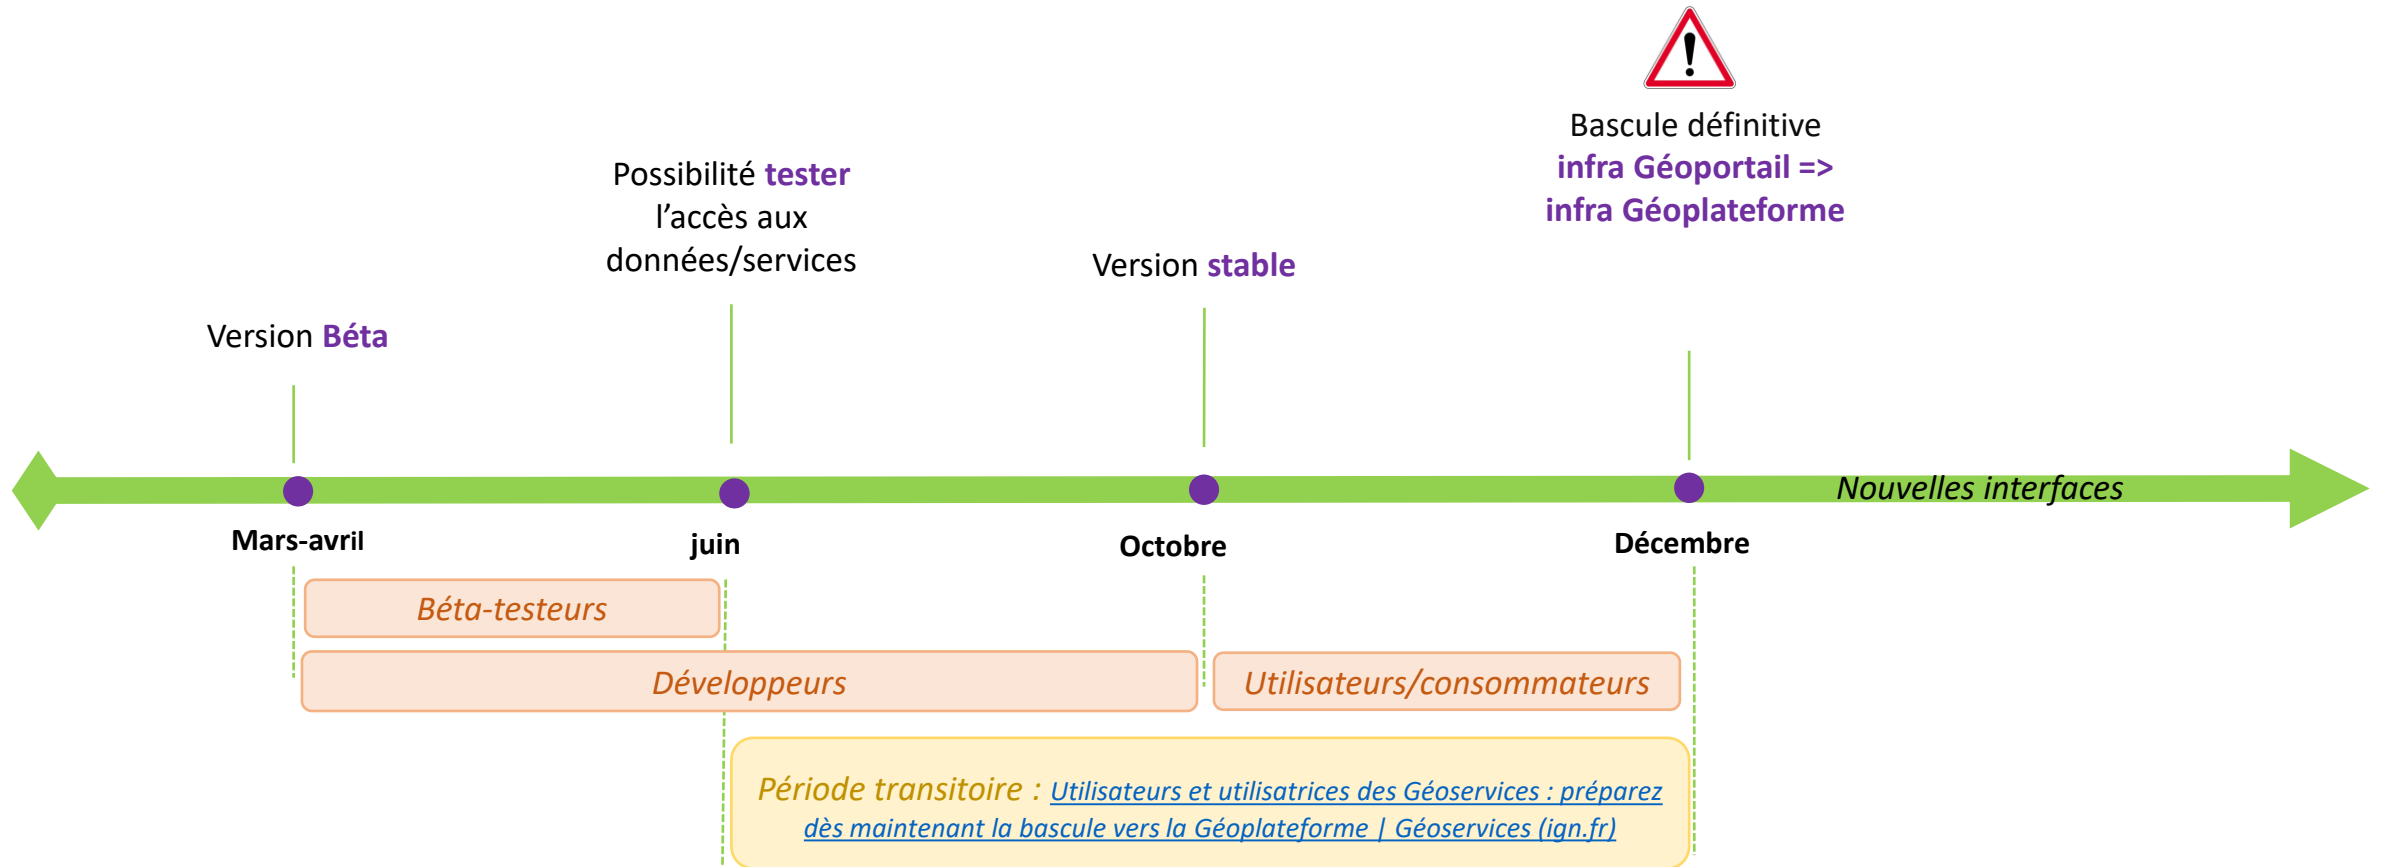 Bascule définitive
infra Géoportail =>
infra Géoplateforme
Possibilité tester
l’accès aux
données/services
Version stable
Version Béta
Nouvelles interfaces
Mars-avril
juin
Octobre
Décembre
Béta-testeurs
Développeurs
Utilisateurs/consommateurs
Période transitoire : Utilisateurs et utilisatrices des Géoservices : préparez
dès maintenant la bascule vers la Géoplateforme | Géoservices (ign.fr)